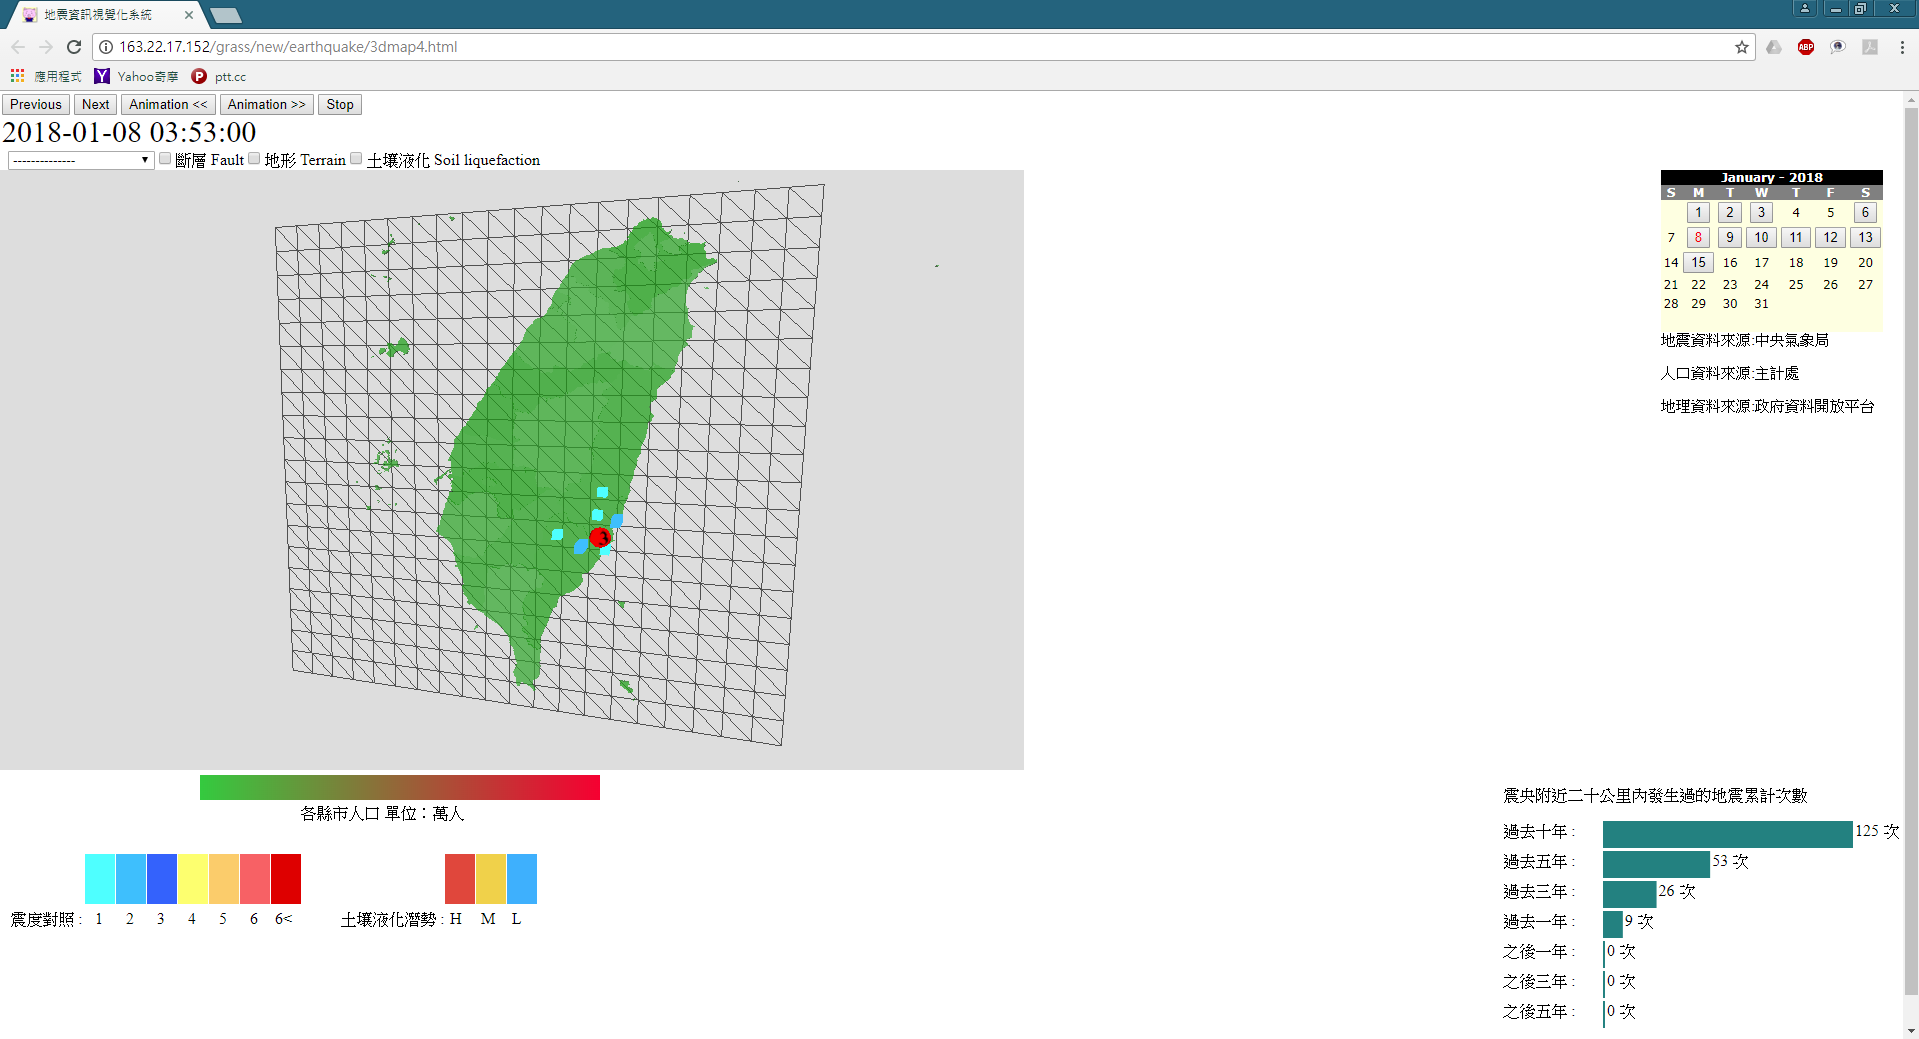 地震資訊視覺化系統
163.22.17.152/grass/new/earthquake/3dmap4.html
ABP
應用程式 Y Yahoo奇摩 P ptt.cc
Previous Next Animation << Animation >> Stop
2018-01-08 03:53:00
-------------- 斷層 Fault 地形 Terrain 土壤液化 Soil liquefaction
January - 2018
S M T W T F S
1 2 3 4 5 6
7 8 9 10 11 12 13
14 15 16 17 18 19 20
21 22 23 24 25 26 27
28 29 30 31
地震資料來源:中央氣象局
人口資料來源:主計處
地理資料來源:政府資料開放平台
3
各縣市人口 單位：萬人
震度對照 : 1 2 3 4 5 6 6<
土壤液化潛勢 : H M L
震央附近二十公里內發生過的地震累計次數
過去十年 : 125 次
過去五年 : 53 次
過去三年 : 26 次
過去一年 : 9 次
之後一年 : 0 次
之後三年 : 0 次
之後五年 : 0 次